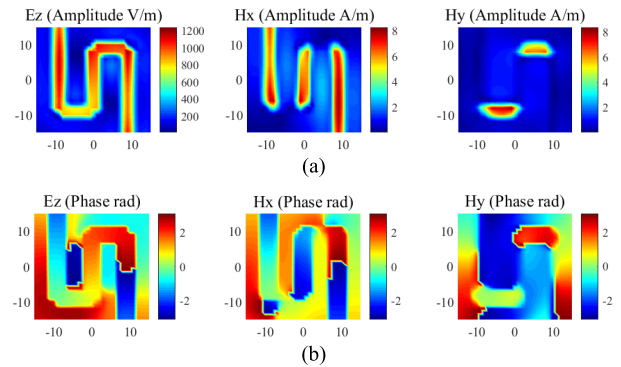 Ez (Amplitude V/m) Hx (Amplitude A/m) Hy (Amplitude A/m)
10 1200 10 8 10 8
1000
0 800 0 6 0 6
600 4 4
-10 400 -10 2 -10 2
200
-10 0 10 -10 0 10 -10 0 10
(a)
Ez (Phase rad) Hx (Phase rad) Hy (Phase rad)
10 2 10 2 10 2
0 0 0 0 0 0
-10 -2 -10 -2 -10 -2
-10 0 10 -10 0 10 -10 0 10
(b)